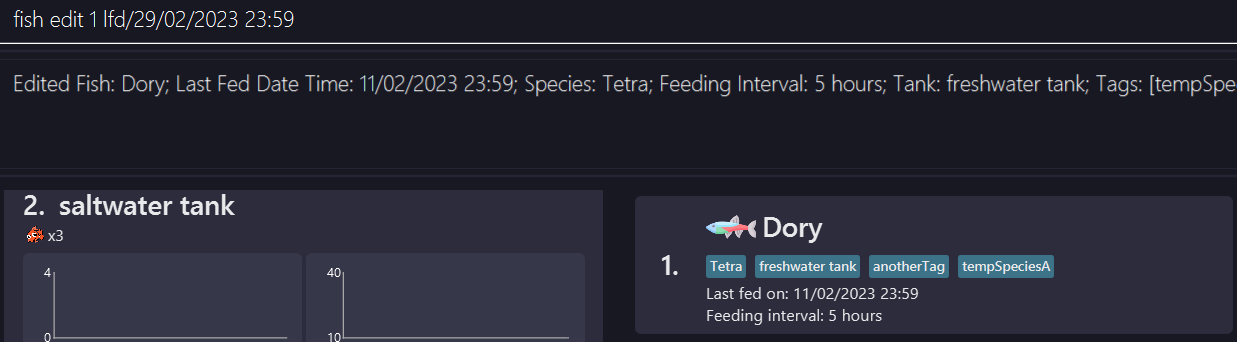 fish edit 1 lfd/29/02/2023 23:59
Edited Fish: Dory; Last Fed Date Time: 11/02/2023 23:59; Species: Tetra; Feeding Interval: 5 hours; Tank: freshwater tank; Tags: [tempSpe
2. saltwater tank
x3
4
0
40
10
Dory
1.
Tetra freshwater tank anotherTag tempSpeciesA
Last fed on: 11/02/2023 23:59
Feeding interval: 5 hours